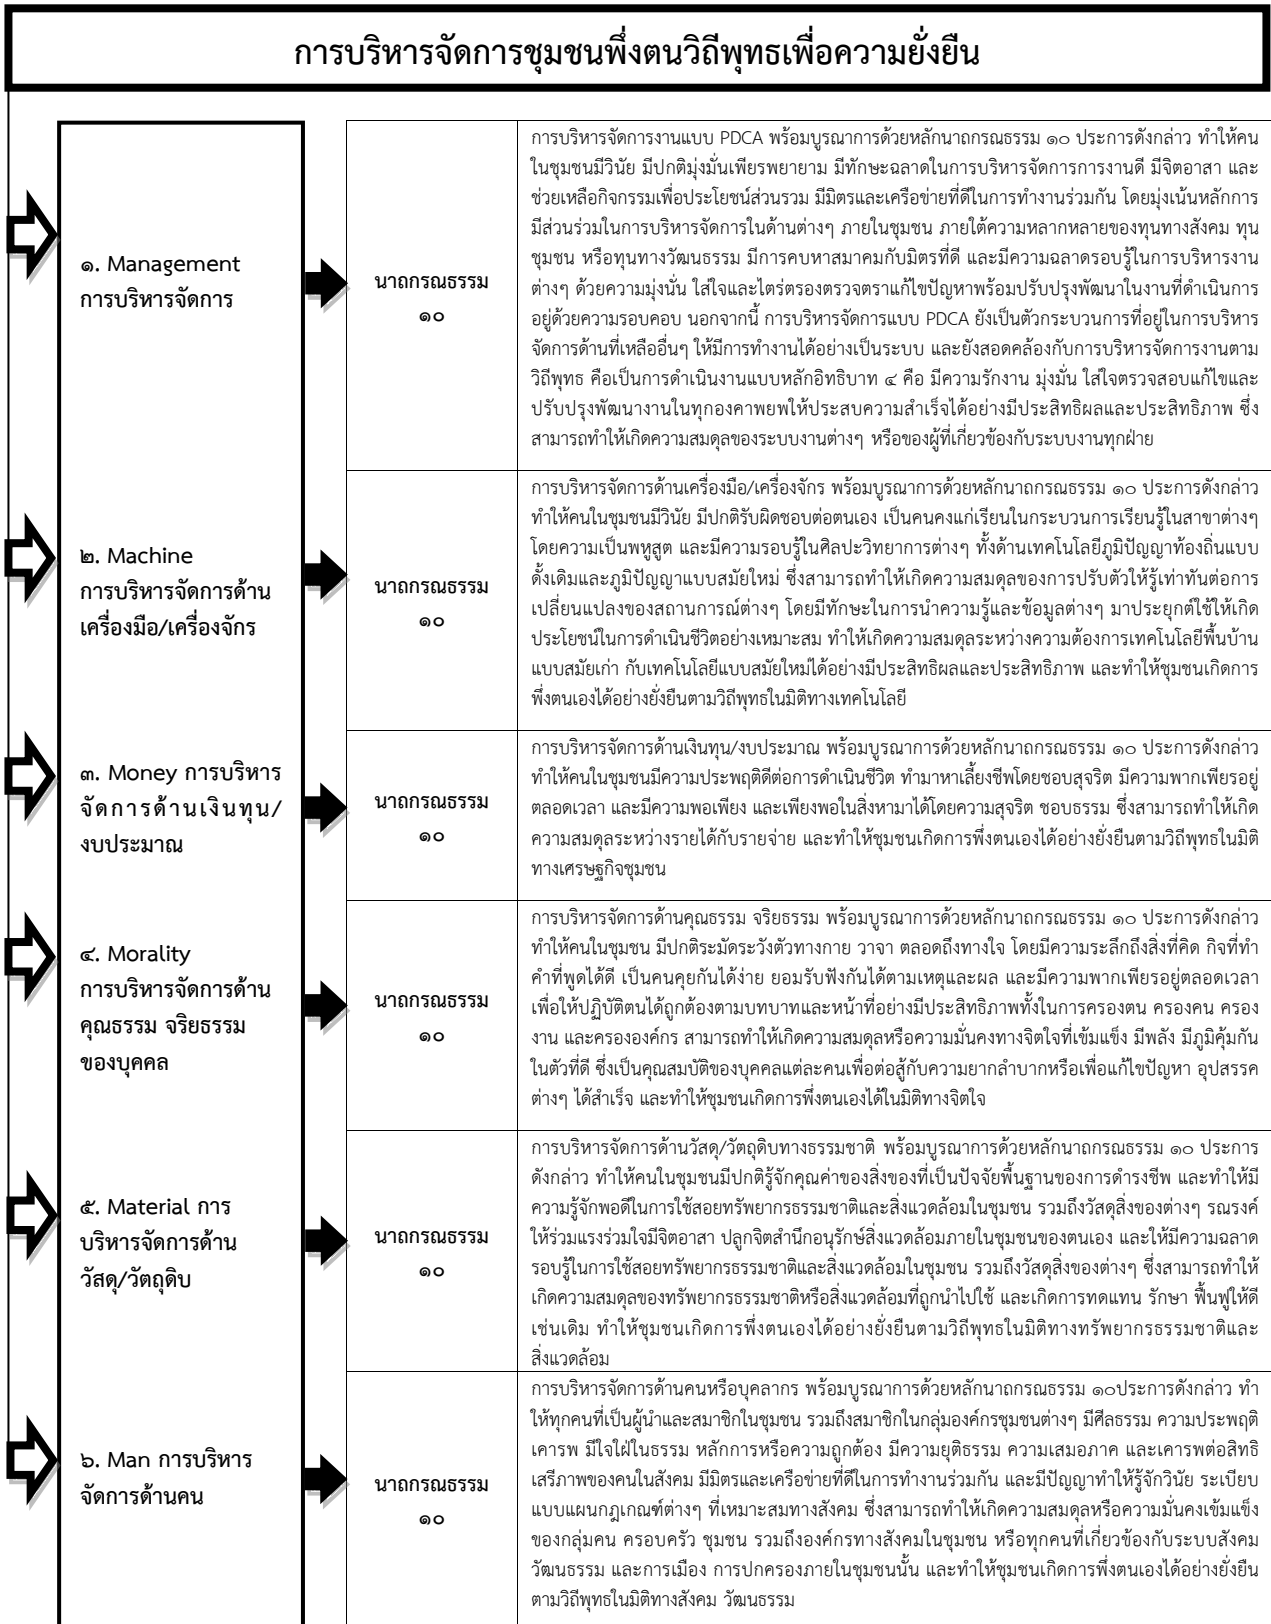 การบริหารจัดการชุมชนพึ่งตนวิถีพุทธเพื่อความยั่งยืน
๑. Management
การบริหารจัดการ
นาถกรณธรรม
๑๐
การบริหารจัดการงานแบบ PDCA พร้อมบูรณาการด้วยหลักนาถกรณธรรม ๑๐ ประการดังกล่าว ทำให้คน
ในชุมชนมีวินัย มีปกติมุ่งมั่นเพียรพยายาม มีทักษะฉลาดในการบริหารจัดการการงานดี มีจิตอาสา และ
ช่วยเหลือกิจกรรมเพื่อประโยชน์ส่วนรวม มีมิตรและเครือข่ายที่ดีในการทำงานร่วมกัน โดยมุ่งเน้นหลักการ
มีส่วนร่วมในการบริหารจัดการในด้านต่างๆ ภายในชุมชน ภายใต้ความหลากหลายของทุนทางสังคม ทุน
ชุมชน หรือทุนทางวัฒนธรรม มีการคบหาสมาคมกับมิตรที่ดี และมีความฉลาดรอบรู้ในการบริหารงาน
ต่างๆ ด้วยความมุ่งนั่น ใส่ใจและไตร่ตรองตรวจตราแก้ไขปัญหาพร้อมปรับปรุงพัฒนาในงานที่ดำเนินการ
อยู่ด้วยความรอบคอบ นอกจากนี้ การบริหารจัดการแบบ PDCA ยังเป็นตัวกระบวนการที่อยู่ในการบริหาร
จัดการด้านที่เหลืออื่นๆ ให้มีการทำงานได้อย่างเป็นระบบ และยังสอดคล้องกับการบริหารจัดการงานตาม
วิถีพุทธ คือเป็นการดำเนินงานแบบหลักอิทธิบาท ๔ คือ มีความรักงาน มุ่งมั่น ใส่ใจตรวจสอบแก้ไขและ
ปรับปรุงพัฒนางานในทุกองคาพยพให้ประสบความสำเร็จได้อย่างมีประสิทธิผลและประสิทธิภาพ ซึ่ง
สามารถทำให้เกิดความสมดุลของระบบงานต่างๆ หรือของผู้ที่เกี่ยวข้องกับระบบงานทุกฝ่าย
๒. Machine
การบริหารจัดการด้าน
เครื่องมือ/เครื่องจักร
นาถกรณธรรม
๑๐
การบริหารจัดการด้านเครื่องมือ/เครื่องจักร พร้อมบูรณาการด้วยหลักนาถกรณธรรม ๑๐ ประการดังกล่าว
ทำให้คนในชุมชนมีวินัย มีปกติรับผิดชอบต่อตนเอง เป็นคนคงแก่เรียนในกระบวนการเรียนรู้ในสาขาต่างๆ
โดยความเป็นพหูสูต และมีความรอบรู้ในศิลปะวิทยาการต่างๆ ทั้งด้านเทคโนโลยีภูมิปัญญาท้องถิ่นแบบ
ดั้งเดิมและภูมิปัญญาแบบสมัยใหม่ ซึ่งสามารถทำให้เกิดความสมดุลของการปรับตัวให้รู้เท่าทันต่อการ
เปลี่ยนแปลงของสถานการณ์ต่างๆ โดยมีทักษะในการนำความรู้และข้อมูลต่างๆ มาประยุกต์ใช้ให้เกิด
ประโยชน์ในการดำเนินชีวิตอย่างเหมาะสม ทำให้เกิดความสมดุลระหว่างความต้องการเทคโนโลยีพื้นบ้าน
แบบสมัยเก่า กับเทคโนโลยีแบบสมัยใหม่ได้อย่างมีประสิทธิผลและประสิทธิภาพ และทำให้ชุมชนเกิดการ
พึ่งตนเองได้อย่างยั่งยืนตามวิถีพุทธในมิติทางเทคโนโลยี
๓. Money การบริหาร
จัดการด้านเงินทุน/
งบประมาณ
นาถกรณธรรม
๑๐
การบริหารจัดการด้านเงินทุน/งบประมาณ พร้อมบูรณาการด้วยหลักนาถกรณธรรม ๑๐ ประการดังกล่าว
ทำให้คนในชุมชนมีความประพฤติดีต่อการดำเนินชีวิต ทำมาหาเลี้ยงชีพโดยชอบสุจริต มีความพากเพียรอยู่
ตลอดเวลา และมีความพอเพียง และเพียงพอในสิ่งหามาได้โดยความสุจริต ชอบธรรม ซึ่งสามารถทำให้เกิด
ความสมดุลระหว่างรายได้กับรายจ่าย และทำให้ชุมชนเกิดการพึ่งตนเองได้อย่างยั่งยืนตามวิถีพุทธในมิติ
ทางเศรษฐกิจชุมชน
๔. Morality
การบริหารจัดการด้าน
คุณธรรม จริยธรรม
ของบุคคล
นาถกรณธรรม
๑๐
การบริหารจัดการด้านคุณธรรม จริยธรรม พร้อมบูรณาการด้วยหลักนาถกรณธรรม ๑๐ ประการดังกล่าว
ทำให้คนในชุมชน มีปกติระมัดระวังตัวทางกาย วาจา ตลอดถึงทางใจ โดยมีความระลึกถึงสิ่งที่คิด กิจที่ทำ
คำที่พูดได้ดี เป็นคนคุยกันได้ง่าย ยอมรับฟังกันได้ตามเหตุและผล และมีความพากเพียรอยู่ตลอดเวลา
เพื่อให้ปฏิบัติตนได้ถูกต้องตามบทบาทและหน้าที่อย่างมีประสิทธิภาพทั้งในการครองตน ครองคน ครอง
งาน และครององค์กร สามารถทำให้เกิดความสมดุลหรือความมั่นคงทางจิตใจที่เข้มแข็ง มีพลัง มีภูมิคุ้มกัน
ในตัวที่ดี ซึ่งเป็นคุณสมบัติของบุคคลแต่ละคนเพื่อต่อสู้กับความยากลำบากหรือเพื่อแก้ไขปัญหา อุปสรรค
ต่างๆ ได้สำเร็จ และทำให้ชุมชนเกิดการพึ่งตนเองได้ในมิติทางจิตใจ
๕. Material การ
บริหารจัดการด้าน
วัสดุ/วัตถุดิบ
นาถกรณธรรม
๑๐
การบริหารจัดการด้านวัสดุ/วัตถุดิบทางธรรมชาติ พร้อมบูรณาการด้วยหลักนาถกรณธรรม ๑๐ ประการ
ดังกล่าว ทำให้คนในชุมชนมีปกติรู้จักคุณค่าของสิ่งของที่เป็นปัจจัยพื้นฐานของการดำรงชีพ และทำให้มี
ความรู้จักพอดีในการใช้สอยทรัพยากรธรรมชาติและสิ่งแวดล้อมในชุมชน รวมถึงวัสดุสิ่งของต่างๆ รณรงค์
ให้ร่วมแรงร่วมใจมีจิตอาสา ปลูกจิตสำนึกอนุรักษ์สิ่งแวดล้อมภายในชุมชนของตนเอง และให้มีความฉลาด
รอบรู้ในการใช้สอยทรัพยากรธรรมชาติและสิ่งแวดล้อมในชุมชน รวมถึงวัสดุสิ่งของต่างๆ ซึ่งสามารถทำให้
เกิดความสมดุลของทรัพยากรธรรมชาติหรือสิ่งแวดล้อมที่ถูกนำไปใช้ และเกิดการทดแทน รักษา ฟื้นฟูให้ดี
เช่นเดิม ทำให้ชุมชนเกิดการพึ่งตนเองได้อย่างยั่งยืนตามวิถีพุทธในมิติทางทรัพยากรธรรมชาติและ
สิ่งแวดล้อม
๖. Man การบริหาร
จัดการด้านคน
นาถกรณธรรม
๑๐
การบริหารจัดการด้านคนหรือบุคลากร พร้อมบูรณาการด้วยหลักนาถกรณธรรม ๑๐ประการดังกล่าว ทำ
ให้ทุกคนที่เป็นผู้นำและสมาชิกในชุมชน รวมถึงสมาชิกในกลุ่มองค์กรชุมชนต่างๆ มีศีลธรรม ความประพฤติ
เคารพ มีใจใฝ่ในธรรม หลักการหรือความถูกต้อง มีความยุติธรรม ความเสมอภาค และเคารพต่อสิทธิ
เสรีภาพของคนในสังคม มีมิตรและเครือข่ายที่ดีในการทำงานร่วมกัน และมีปัญญาทำให้รู้จักวินัย ระเบียบ
แบบแผนกฎเกณฑ์ต่างๆ ที่เหมาะสมทางสังคม ซึ่งสามารถทำให้เกิดความสมดุลหรือความมั่นคงเข้มแข็ง
ของกลุ่มคน ครอบครัว ชุมชน รวมถึงองค์กรทางสังคมในชุมชน หรือทุกคนที่เกี่ยวข้องกับระบบสังคม
วัฒนธรรม และการเมือง การปกครองภายในชุมชนนั้น และทำให้ชุมชนเกิดการพึ่งตนเองได้อย่างยั่งยืน
ตามวิถีพุทธในมิติทางสังคม วัฒนธรรม